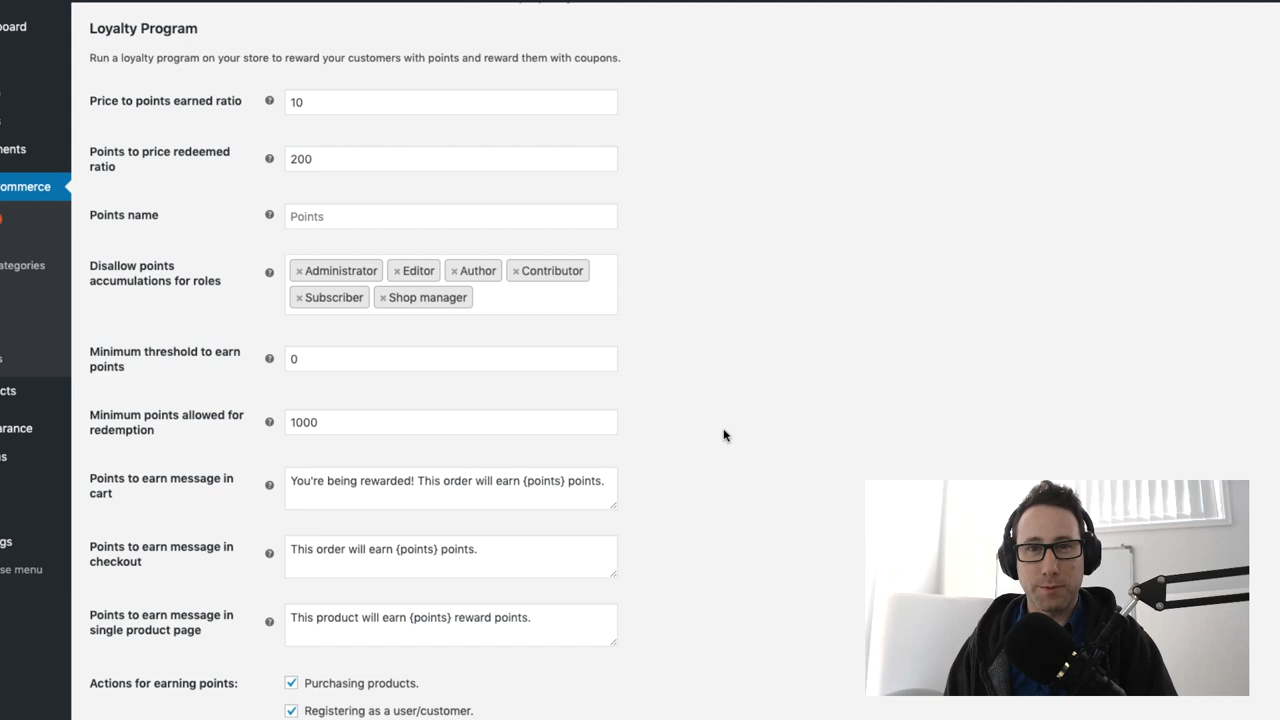 board
Loyalty Program
Run a loyalty program on your store to reward your customers with points and reward them with coupons.
Price to points earned ratio
10
Points to price redeemed
ratio
200
Points name
Points
Disallow points
accumulations for roles
× Administrator × Editor × Author × Contributor
× Subscriber × Shop manager
Minimum threshold to earn
points
0
Minimum points allowed for
redemption
1000
Points to earn message in
cart
You're being rewarded! This order will earn {points} points.
Points to earn message in
checkout
This order will earn {points} points.
Points to earn message in
single product page
This product will earn {points} reward points.
Actions for earning points:
Purchasing products.
Registering as a user/customer.
ments
ommerce
ategories
s
cts
arance
ns
gs
se menu